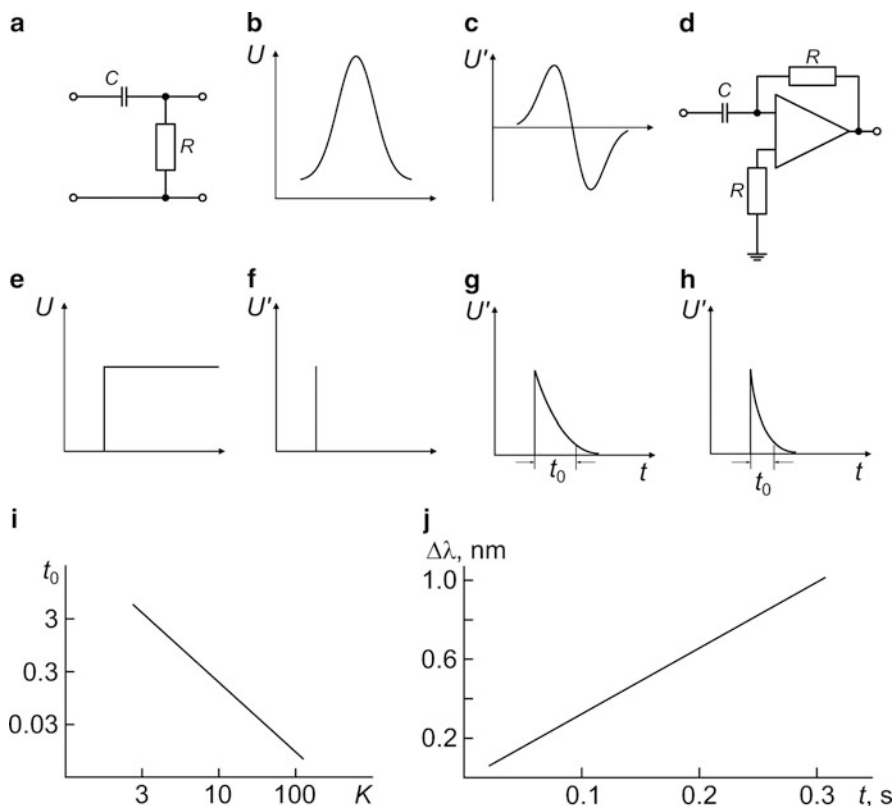 a
C
R
b
U
c
U'
d
R
C
R
e
U
f
U'
g
U'
t₀
t
h
U'
t₀
t
i
t₀
3
0.3
0.03
3 10 100 K
j
Δλ, nm
1.0
0.6
0.2
0.1 0.2 0.3 t, s